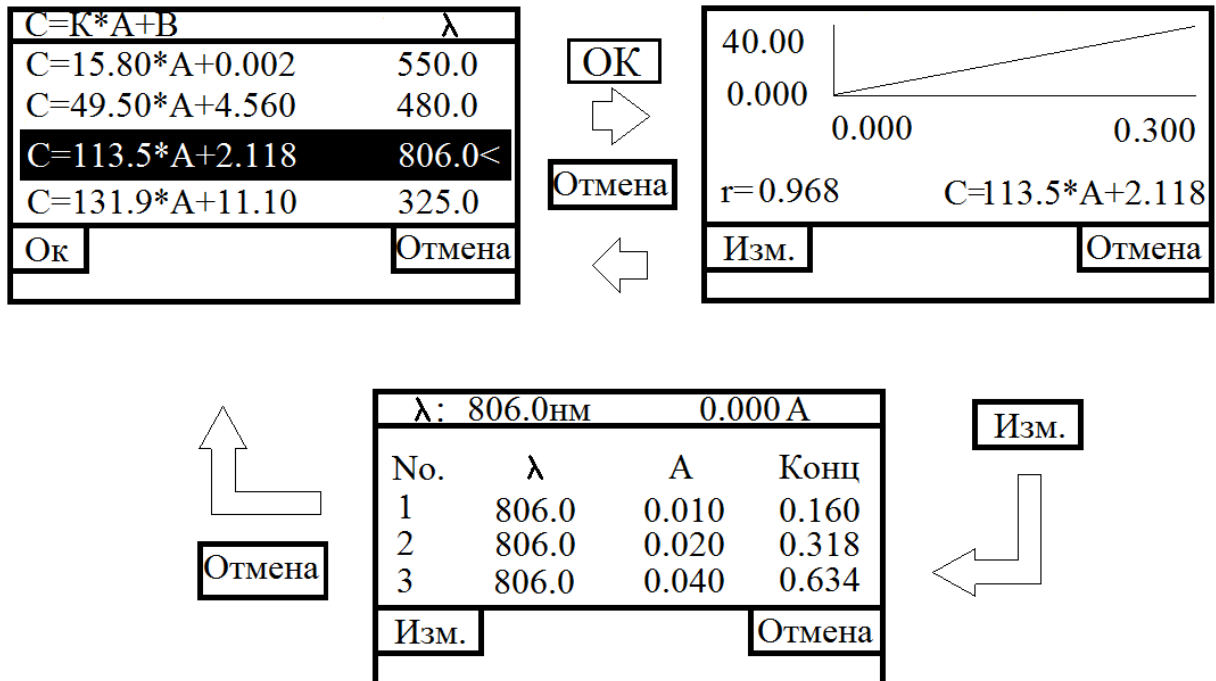 C=K*A+B λ
C=15.80*A+0.002 550.0
C=49.50*A+4.560 480.0
C=113.5*A+2.118 806.0<
C=131.9*A+11.10 325.0
Ок Отмена
ОК
Отмена
40.00
0.000
0.000 0.300
r=0.968 C=113.5*A+2.118
Изм. Отмена
Изм.
λ: 806.0нм 0.000 A
No. λ A Конц
1 806.0 0.010 0.160
2 806.0 0.020 0.318
3 806.0 0.040 0.634
Изм. Отмена
Отмена